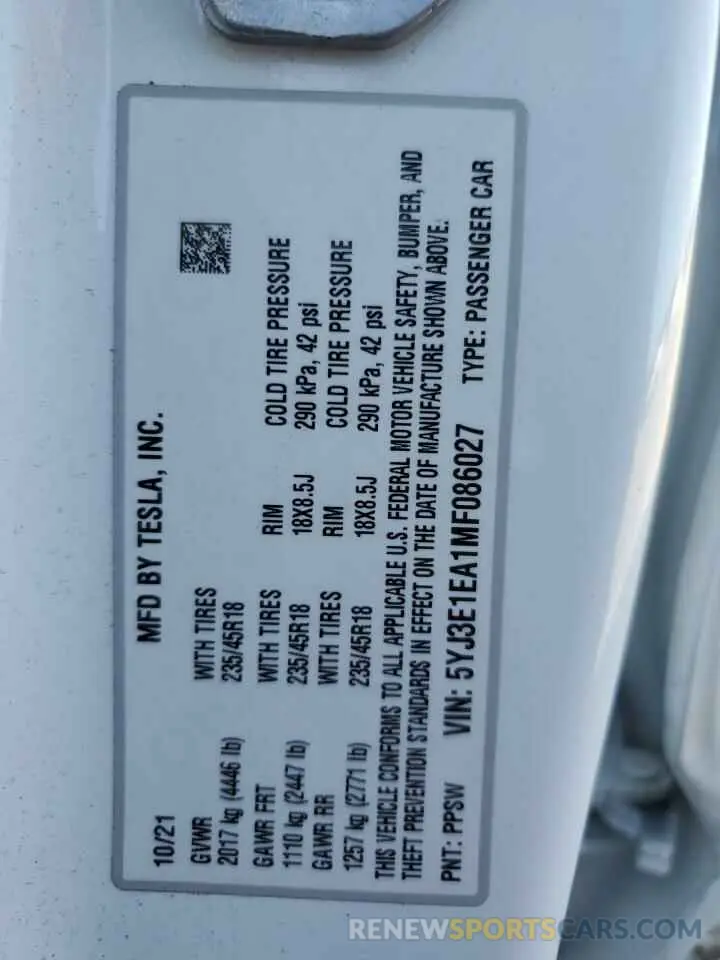 MFD BY TESLA, INC.
10/21
GVWR WITH TIRES
2017 kg (4446 lb) 235/45R18
GAWR FRT WITH TIRES RIM COLD TIRE PRESSURE
1110 kg (2447 lb) 235/45R18 18X8.5J 290 kPa, 42 psi
GAWR RR WITH TIRES RIM COLD TIRE PRESSURE
1257 kg (2771 lb) 235/45R18 18X8.5J 290 kPa, 42 psi
THIS VEHICLE CONFORMS TO ALL APPLICABLE U.S. FEDERAL MOTOR VEHICLE SAFETY, BUMPER, AND
THEFT PREVENTION STANDARDS IN EFFECT ON THE DATE OF MANUFACTURE SHOWN ABOVE.
PNT: PPSW VIN: 5YJ3E1EA1MF086027 TYPE: PASSENGER CAR
RENEWSPORTSCARS.COM